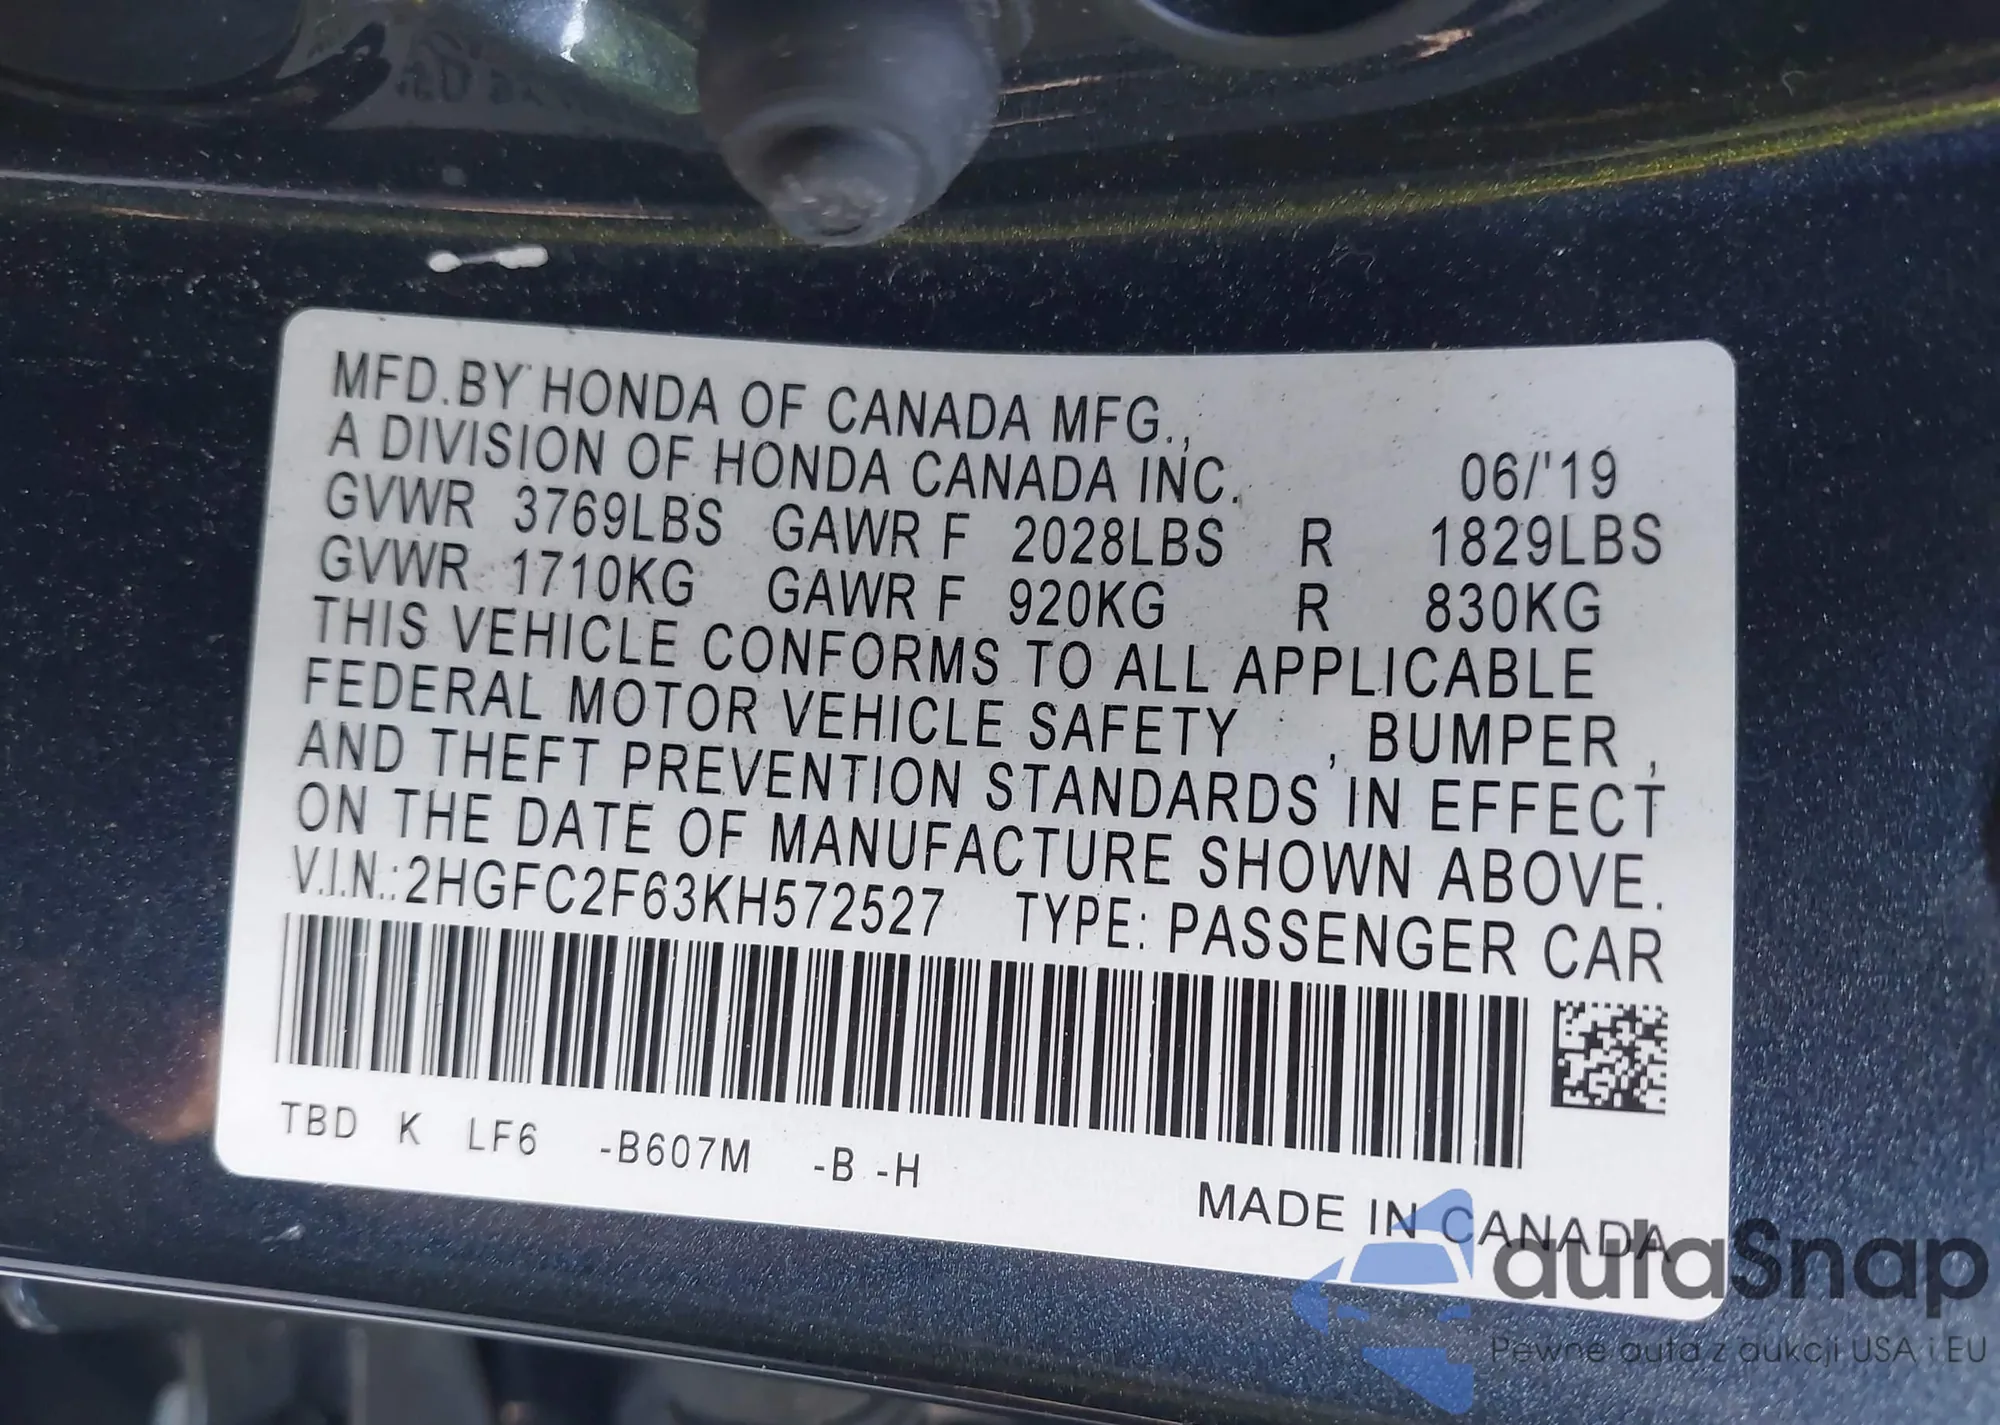 MFD.BY HONDA OF CANADA MFG.,
A DIVISION OF HONDA CANADA INC. 06/'19
GVWR 3769LBS GAWR F 2028LBS R 1829LBS
GVWR 1710KG GAWR F 920KG R 830KG
THIS VEHICLE CONFORMS TO ALL APPLICABLE
FEDERAL MOTOR VEHICLE SAFETY , BUMPER ,
AND THEFT PREVENTION STANDARDS IN EFFECT
ON THE DATE OF MANUFACTURE SHOWN ABOVE.
V.I.N.:2HGFC2F63KH572527 TYPE: PASSENGER CAR
TBD K LF6 -B607M -B -H
MADE IN CANADA
autaSnap
Pewne auta z aukcji USA i EU